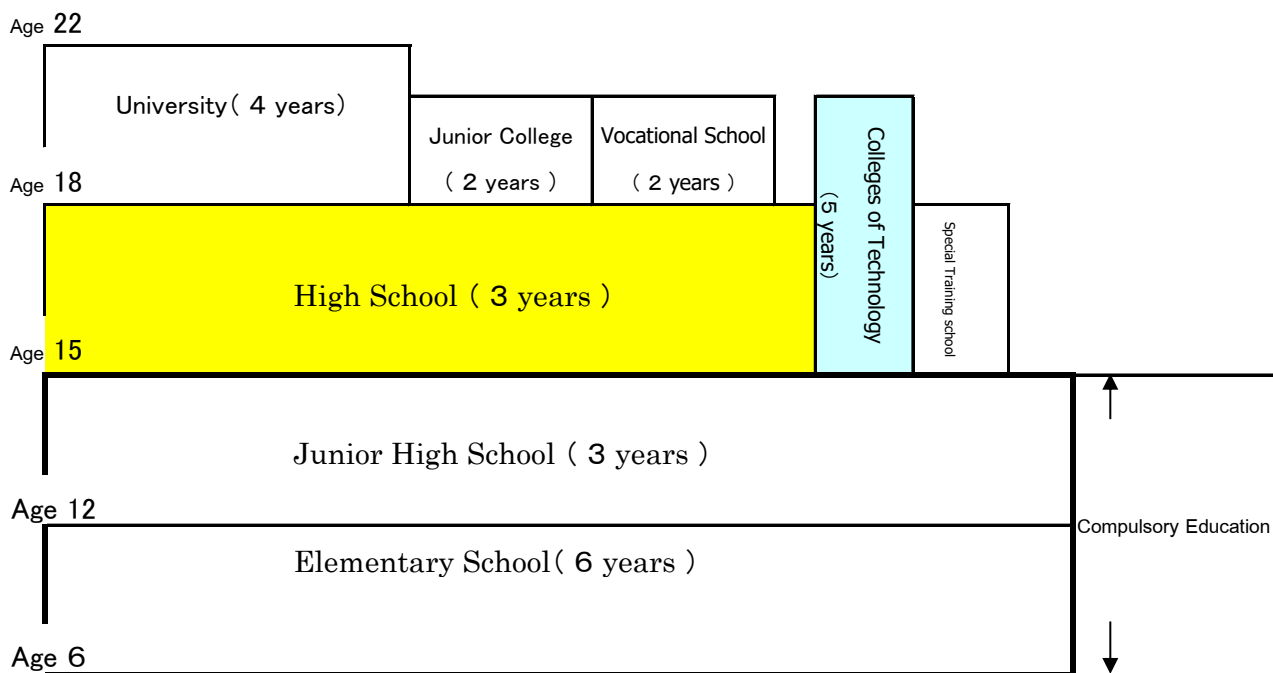 Age 22
University( 4 years)
Junior College
( 2 years )
Vocational School
( 2 years )
Colleges of Technology
(5 years)
Age 18
Special Training school
High School ( 3 years )
Age 15
Junior High School ( 3 years )
Age 12
Compulsory Education
Elementary School( 6 years )
Age 6